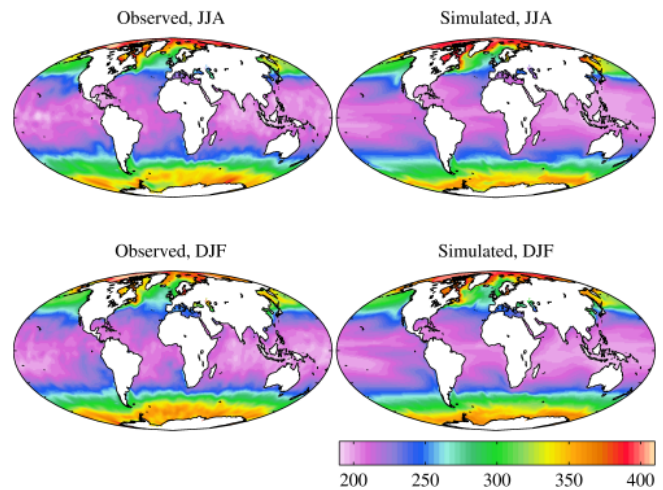 Observed, JJA
Simulated, JJA
Observed, DJF
Simulated, DJF
200 250 300 350 400